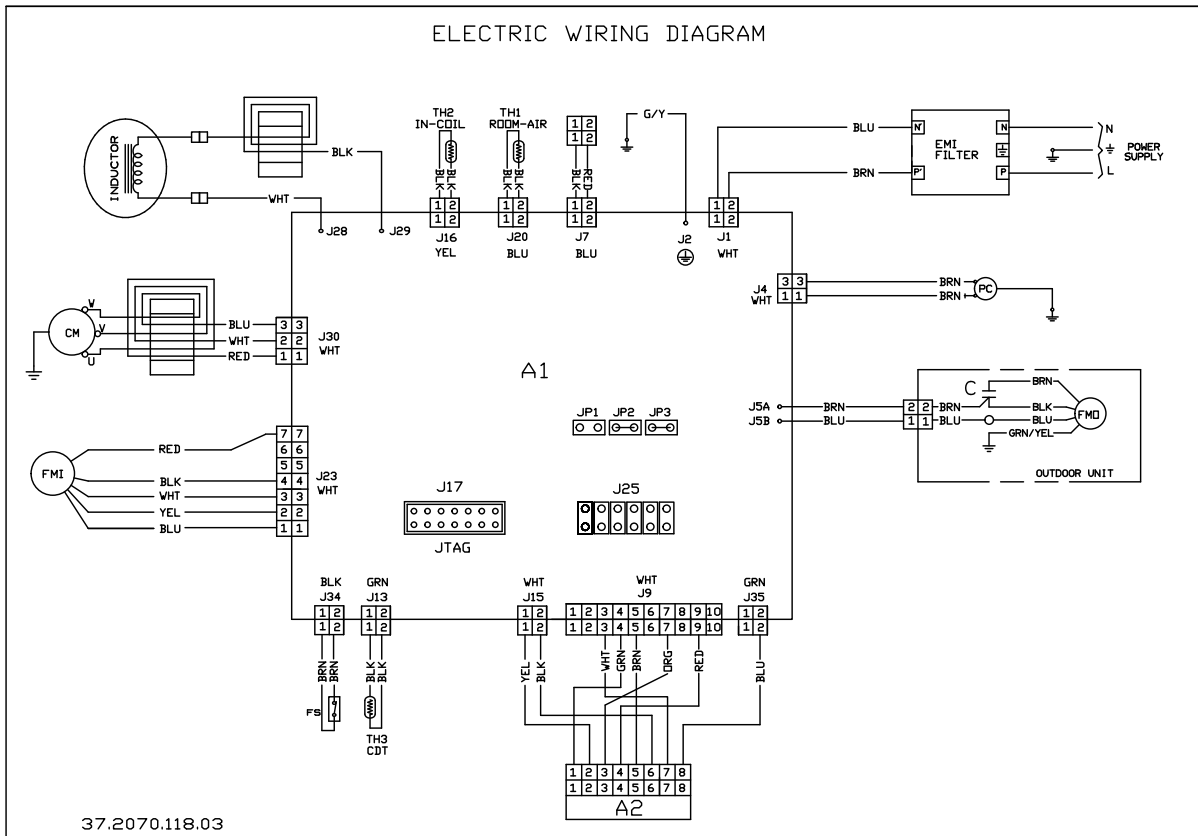 ELECTRIC WIRING DIAGRAM
INDUCTOR
BLK
WHT
J28
J29
TH2
IN-COIL
BLK
BLK
1 2
1 2
J16
YEL
TH1
ROOM-AIR
BLK
BLK
1 2
1 2
J20
BLU
1 2
1 2
BLK
RED
1 2
1 2
J7
BLU
G/Y
J2
1 2
1 2
J1
WHT
BLU
BRN
N'
P'
EMI
FILTER
N
P
N
L
POWER
SUPPLY
J4
WHT
3 3
1 1
BRN
BRN
PC
CM
W
V
U
BLU
WHT
RED
3 3
2 2
1 1
J30
WHT
A1
JP1 JP2 JP3
J5A
J5B
BRN
BLU
2 2
1 1
BRN
BLU
C
BRN
BLK
BLU
GRN/YEL
FMO
OUTDOOR UNIT
FMI
RED
BLK
WHT
YEL
BLU
7 7
6 6
5 5
4 4
3 3
2 2
1 1
J23
WHT
J17
JTAG
J25
BLK
J34
1 2
1 2
BRN
BRN
FS
GRN
J13
1 2
1 2
BLK
BLK
TH3
CDT
WHT
J15
1 2
1 2
YEL
BLK
WHT
J9
1 2 3 4 5 6 7 8 9 10
1 2 3 4 5 6 7 8 9 10
WHT
GRN
BRN
ORG
RED
GRN
J35
1 2
1 2
BLU
1 2 3 4 5 6 7 8
1 2 3 4 5 6 7 8
A2
37.2070.118.03